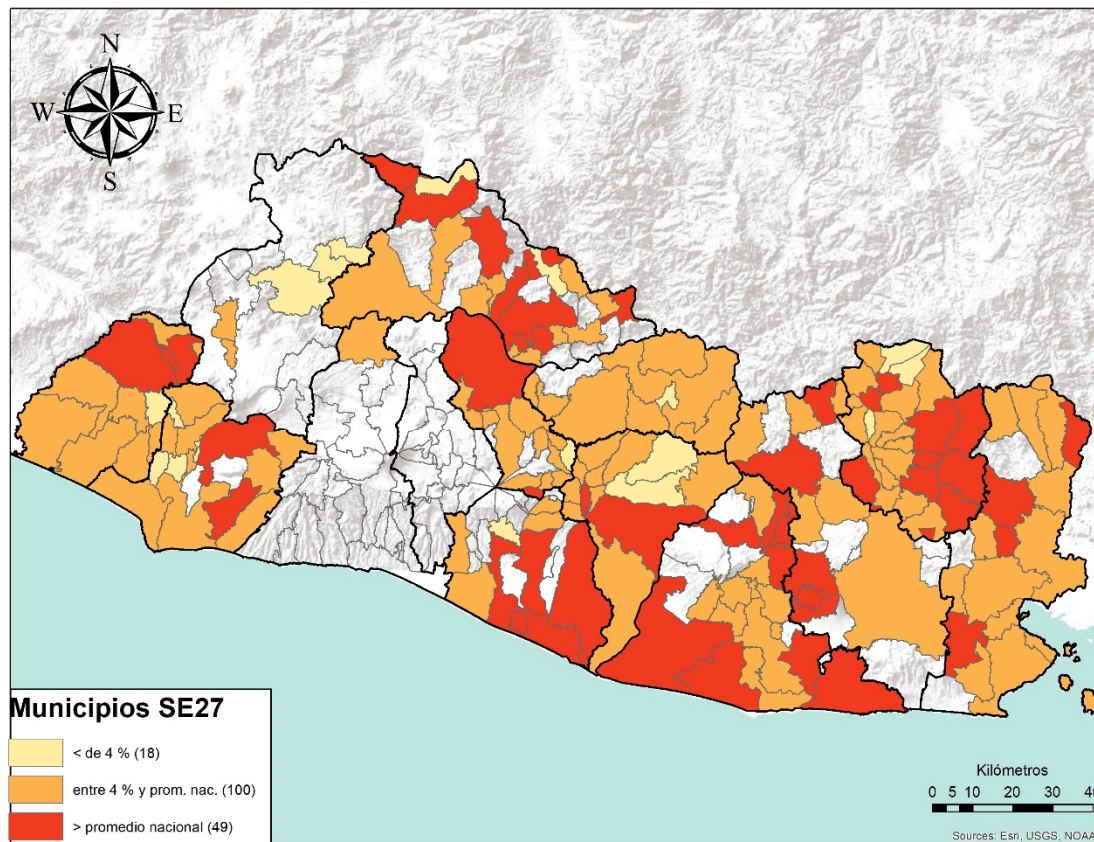 N
W E
S
Municipios SE27
< de 4 % (18)
entre 4 % y prom. nac. (100)
> promedio nacional (49)
Kilómetros
0 5 10 20 30 40
Sources: Esri, USGS, NOAA